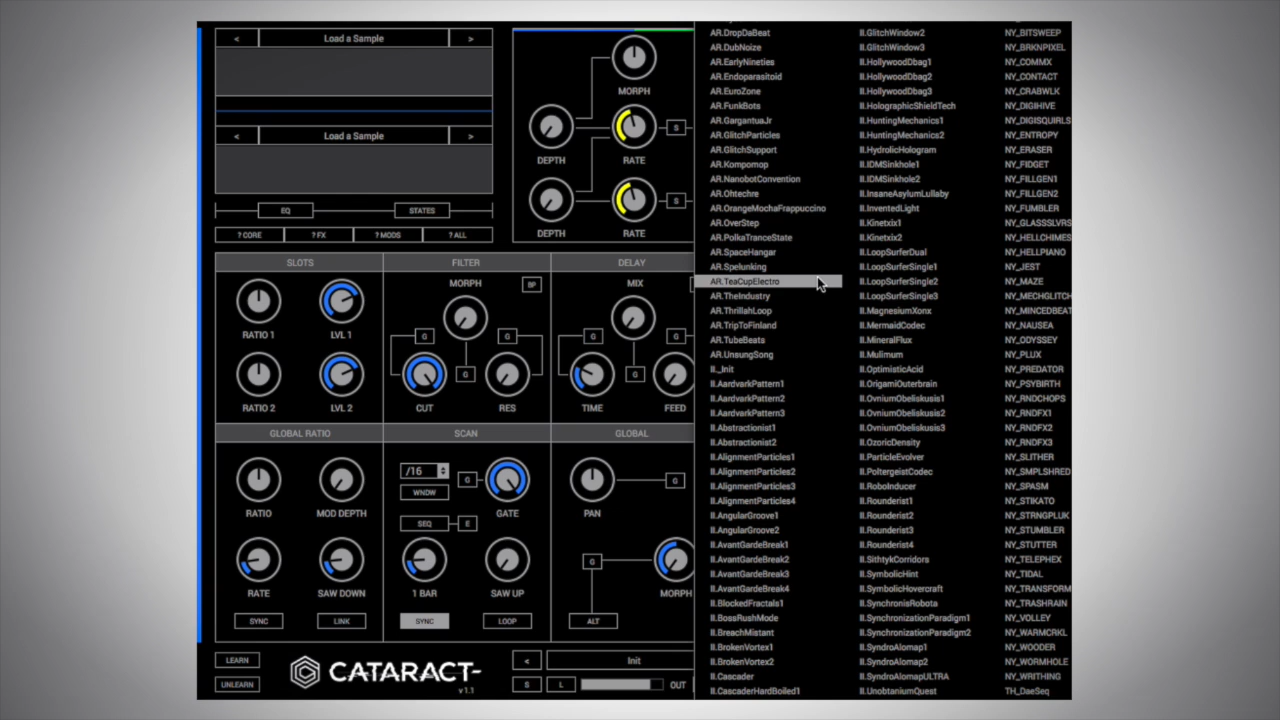 < Load a Sample >
< Load a Sample >
EQ STATES
? CORE ? FX ? MODS ? ALL
MORPH
DEPTH RATE S
DEPTH RATE S
SLOTS
RATIO 1 LVL 1
RATIO 2 LVL 2
FILTER
MORPH BP
G G
G
CUT RES
DELAY
MIX
G G
G
TIME FEED
GLOBAL RATIO
RATIO MOD DEPTH
RATE SAW DOWN
SYNC LINK
SCAN
/16
WNDW
G
GATE
SEQ E
1 BAR SAW UP
SYNC LOOP
GLOBAL
PAN G
G
MORPH
ALT
LEARN
UNLEARN
CATARACT-
v 1.1
< Init
S L OUT
AR.DropDaBeat
AR.DubNoize
AR.EarlyNineties
AR.Endoparasitoid
AR.EuroZone
AR.FunkBots
AR.GargantuaJr
AR.GlitchParticles
AR.GlitchSupport
AR.Kompomop
AR.NanobotConvention
AR.Ohtechre
AR.OrangeMochaFrappuccino
AR.OverStep
AR.PolkaTranceState
AR.SpaceHangar
AR.Spelunking
AR.TeaCupElectro
AR.TheIndustry
AR.ThrillahLoop
AR.TripToFinland
AR.TubeBeats
AR.UnsungSong
II._Init
II.AardvarkPattern1
II.AardvarkPattern2
II.AardvarkPattern3
II.Abstractionist1
II.Abstractionist2
II.AlignmentParticles1
II.AlignmentParticles2
II.AlignmentParticles3
II.AlignmentParticles4
II.AngularGroove1
II.AngularGroove2
II.AvantGardeBreak1
II.AvantGardeBreak2
II.AvantGardeBreak3
II.AvantGardeBreak4
II.BlockedFractals1
II.BossRushMode
II.BreachMistant
II.BrokenVortex1
II.BrokenVortex2
II.Cascader
II.CascaderHardBoiled1
II.GlitchWindow2
II.GlitchWindow3
II.HollywoodDbag1
II.HollywoodDbag2
II.HollywoodDbag3
II.HolographicShieldTech
II.HuntingMechanics1
II.HuntingMechanics2
II.HydrolicHologram
II.IDMSinkhole1
II.IDMSinkhole2
II.InsaneAsylumLullaby
II.InventedLight
II.Kinetxix1
II.Kinetxix2
II.LoopSurferDual
II.LoopSurferSingle1
II.LoopSurferSingle2
II.LoopSurferSingle3
II.MagnesiumXonx
II.MermaidCodec
II.MineralFlux
II.Mulimum
II.OptimisticAcid
II.OrigamiOuterbrain
II.OvniumObeliskusis1
II.OvniumObeliskusis2
II.OvniumObeliskusis3
II.OzoricDensity
II.ParticleEvolver
II.PoltergeistCodec
II.RoboInducer
II.Rounderist1
II.Rounderist2
II.Rounderist3
II.Rounderist4
II.SithtykCorridors
II.SymbolicHint
II.SymbolicHovercraft
II.SynchronisRobota
II.SynchronizationParadigm1
II.SynchronizationParadigm2
II.SyndroAlomap1
II.SyndroAlomap2
II.SyndroAlomapULTRA
II.UnobtaniumQuest
NY_BITSWEEP
NY_BRKNPIXEL
NY_COMMX
NY_CONTACT
NY_CRABWLK
NY_DIGIHIVE
NY_DIGISQUIRLS
NY_ENTROPY
NY_ERASER
NY_FIDGET
NY_FILLGEN1
NY_FILLGEN2
NY_FUMBLER
NY_GLASSSLVRS
NY_HELLCHIMES
NY_HELLPIANO
NY_JEST
NY_MAZE
NY_MECHGLITCH
NY_MINCEDBEAT
NY_NAUSEA
NY_ODYSSEY
NY_PLUX
NY_PREDATOR
NY_PSYBIRTH
NY_RNDCHOPS
NY_RNDFX1
NY_RNDFX2
NY_RNDFX3
NY_SLITHER
NY_SMPLSHRED
NY_SPASM
NY_STIKATO
NY_STRNGPLUK
NY_STUMBLER
NY_STUTTER
NY_TELEPHEX
NY_TIDAL
NY_TRANSFORM
NY_TRASHRAIN
NY_VOLLEY
NY_WARMCRKL
NY_WOODER
NY_WORMHOLE
NY_WRITHING
TH_DaeSeq